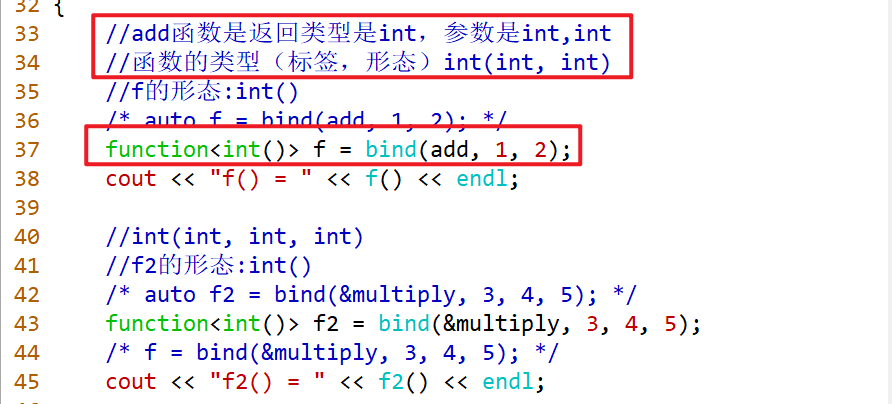 32 {
33 //add函数是返回类型是int，参数是int,int
34 //函数的类型（标签，形态）int(int, int)
35 //f的形态:int()
36 /* auto f = bind(add, 1, 2); */
37 function<int()> f = bind(add, 1, 2);
38 cout << "f() = " << f() << endl;
39
40 //int(int, int, int)
41 //f2的形态:int()
42 /* auto f2 = bind(&multiply, 3, 4, 5); */
43 function<int()> f2 = bind(&multiply, 3, 4, 5);
44 /* f = bind(&multiply, 3, 4, 5); */
45 cout << "f2() = " << f2() << endl;